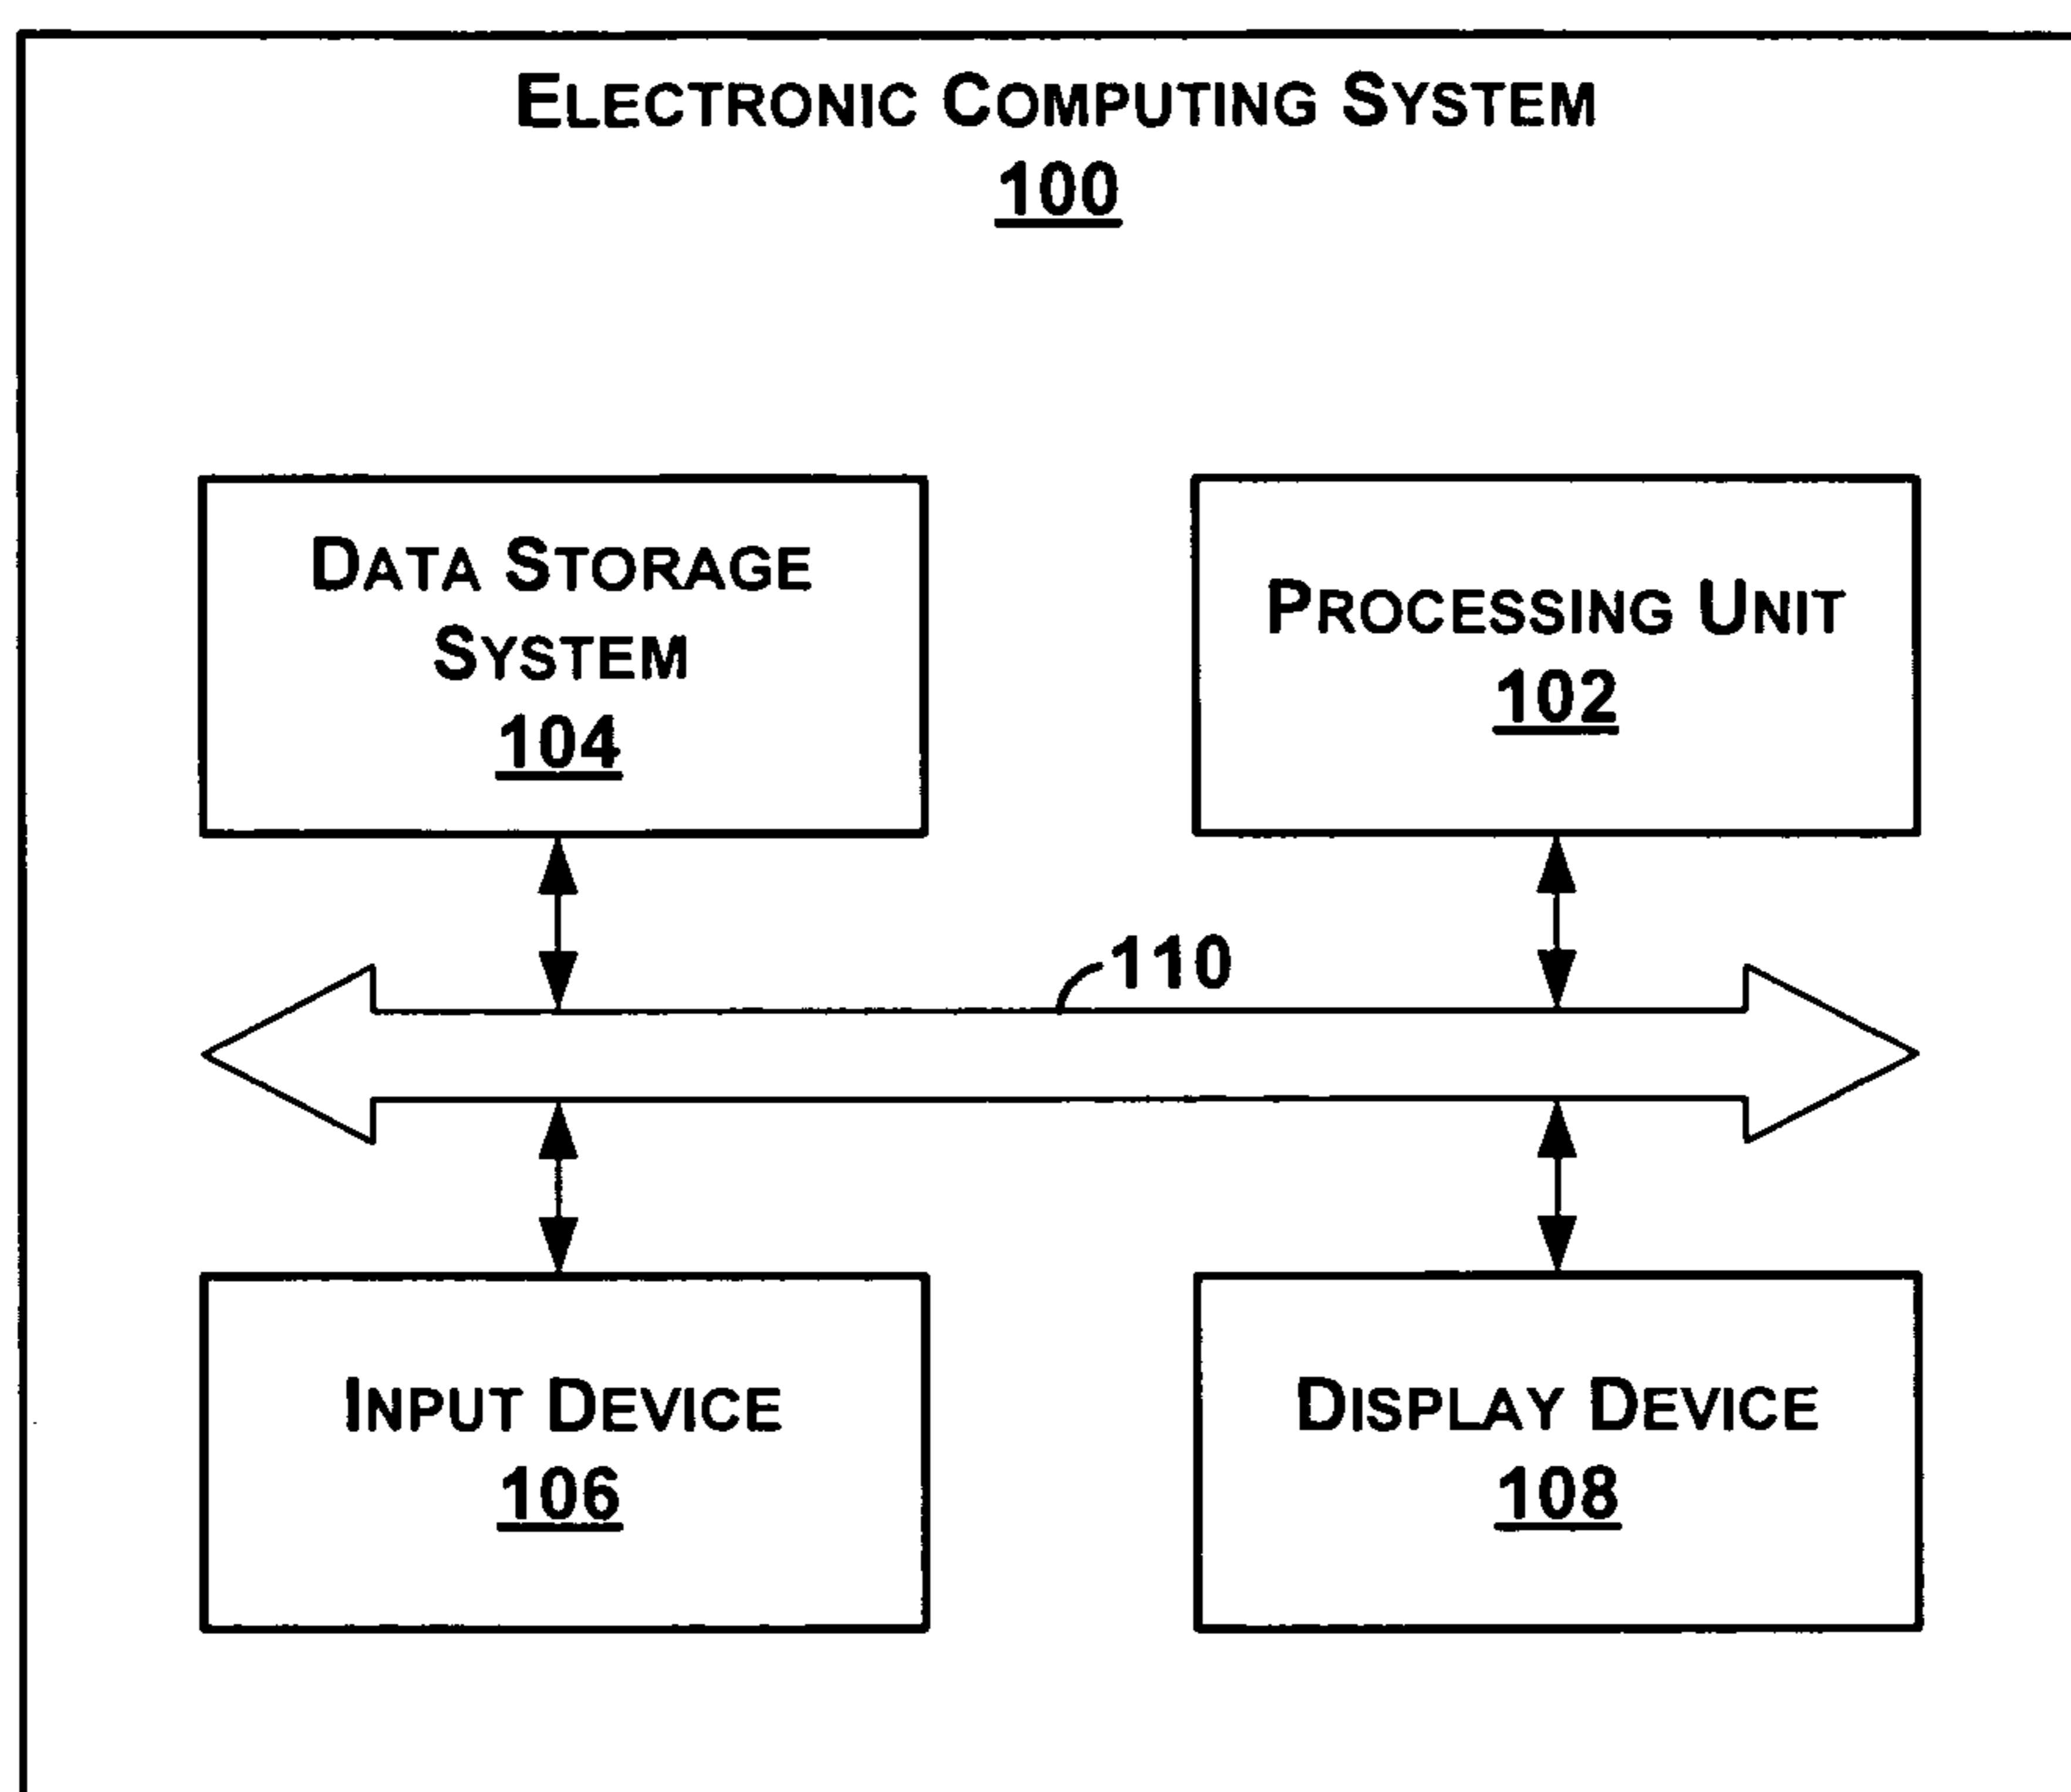 ELECTRONIC COMPUTING SYSTEM
100
DATA STORAGE
SYSTEM
104
PROCESSING UNIT
102
110
INPUT DEVICE
106
DISPLAY DEVICE
108